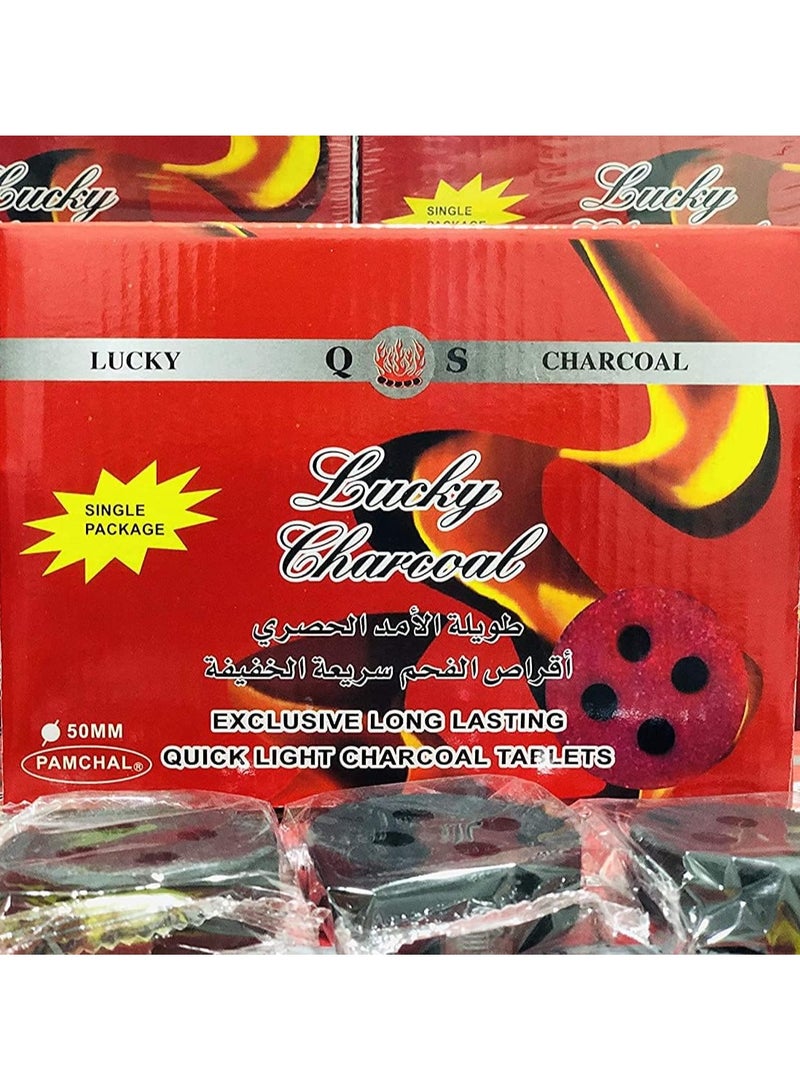 Lucky
SINGLE
PACKAGE
Lucky
LUCKY Q S CHARCOAL
SINGLE
PACKAGE
Lucky
Charcoal
طويلة الأمد الحصري
أقراص الفحم سريعة الخفيفة
50MM
EXCLUSIVE LONG LASTING
PAMCHAL®
QUICK LIGHT CHARCOAL TABLETS